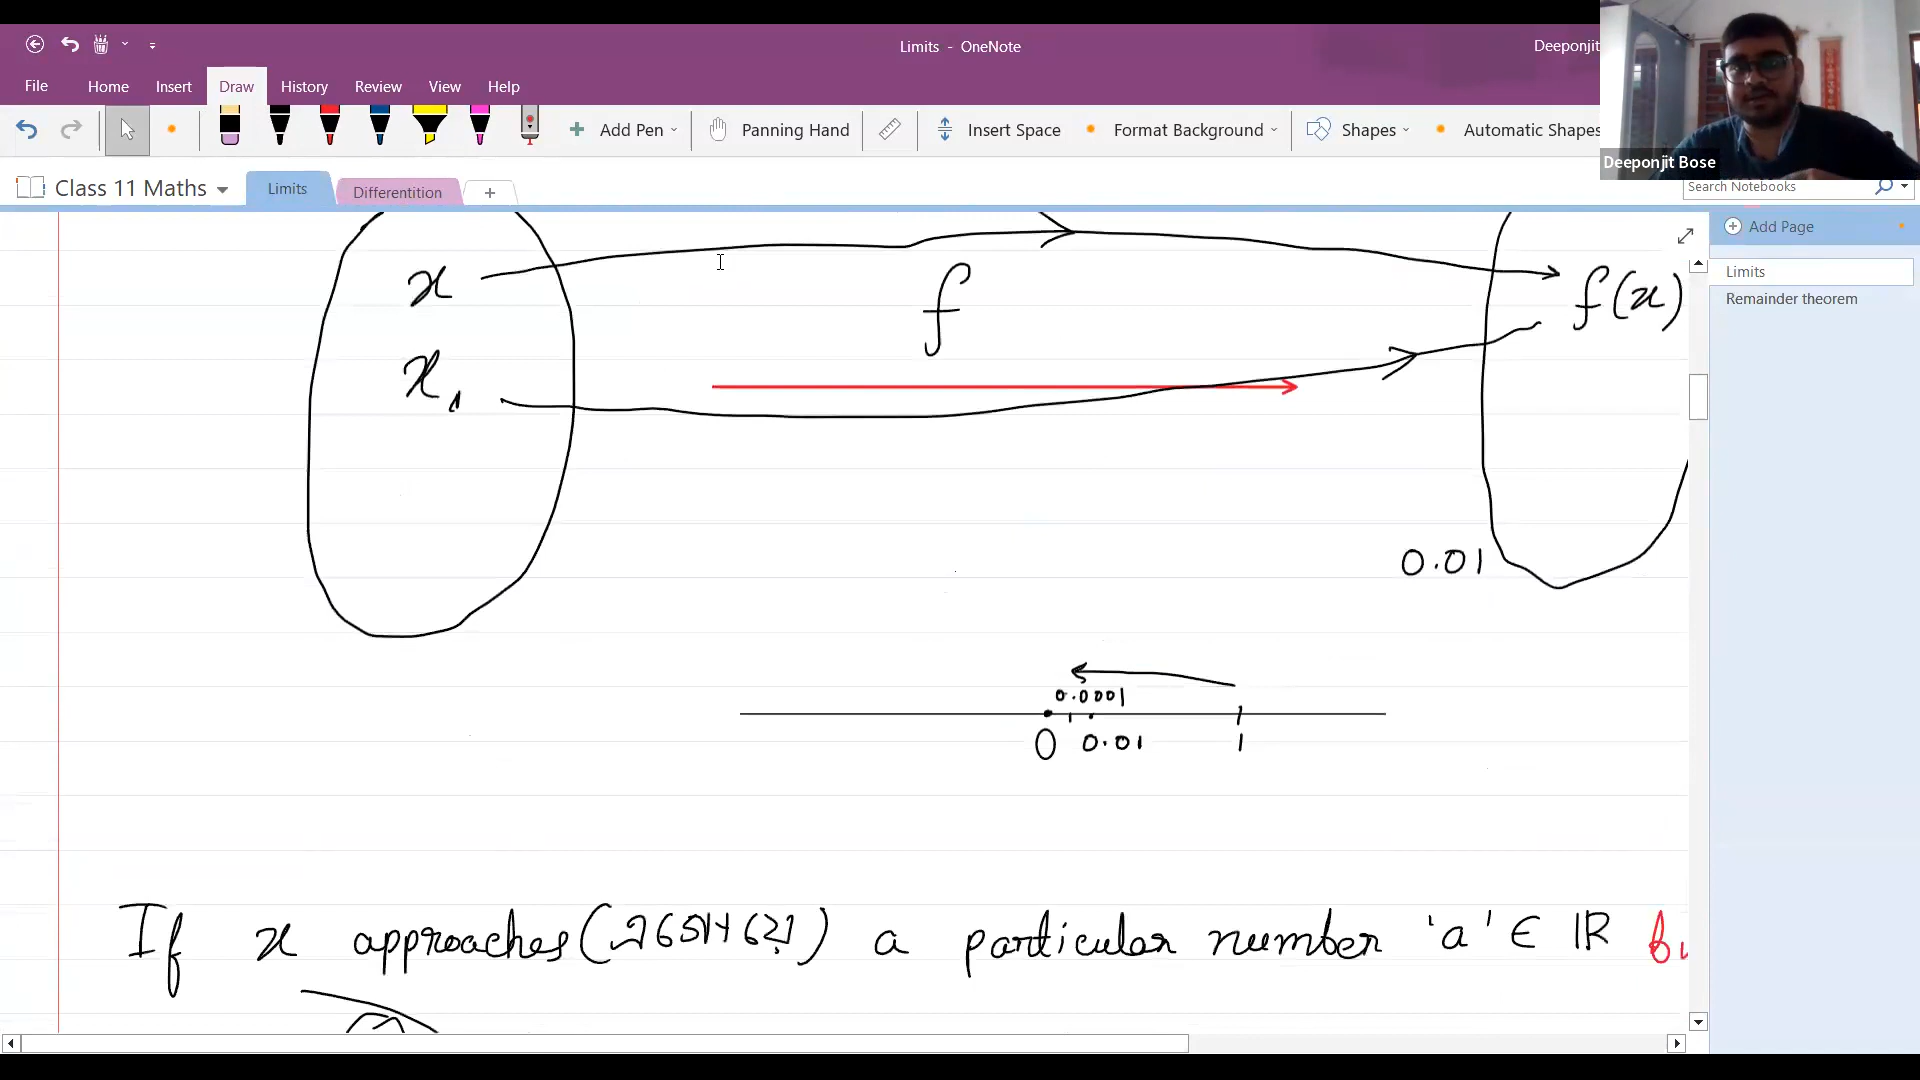 Limits - OneNote
Deeponjit
File Home Insert Draw History Review View Help
Add Pen
Panning Hand
Insert Space
Format Background
Shapes
Automatic Shapes
Deeponjit Bose
Class 11 Maths
Limits
Differentition
Search Notebooks
Add Page
Limits
Remainder theorem
x
f
f(x)
x₁
0.01
0.0001
0 0.01 1
If x approaches ( ) a particular number 'a' ∈ IR